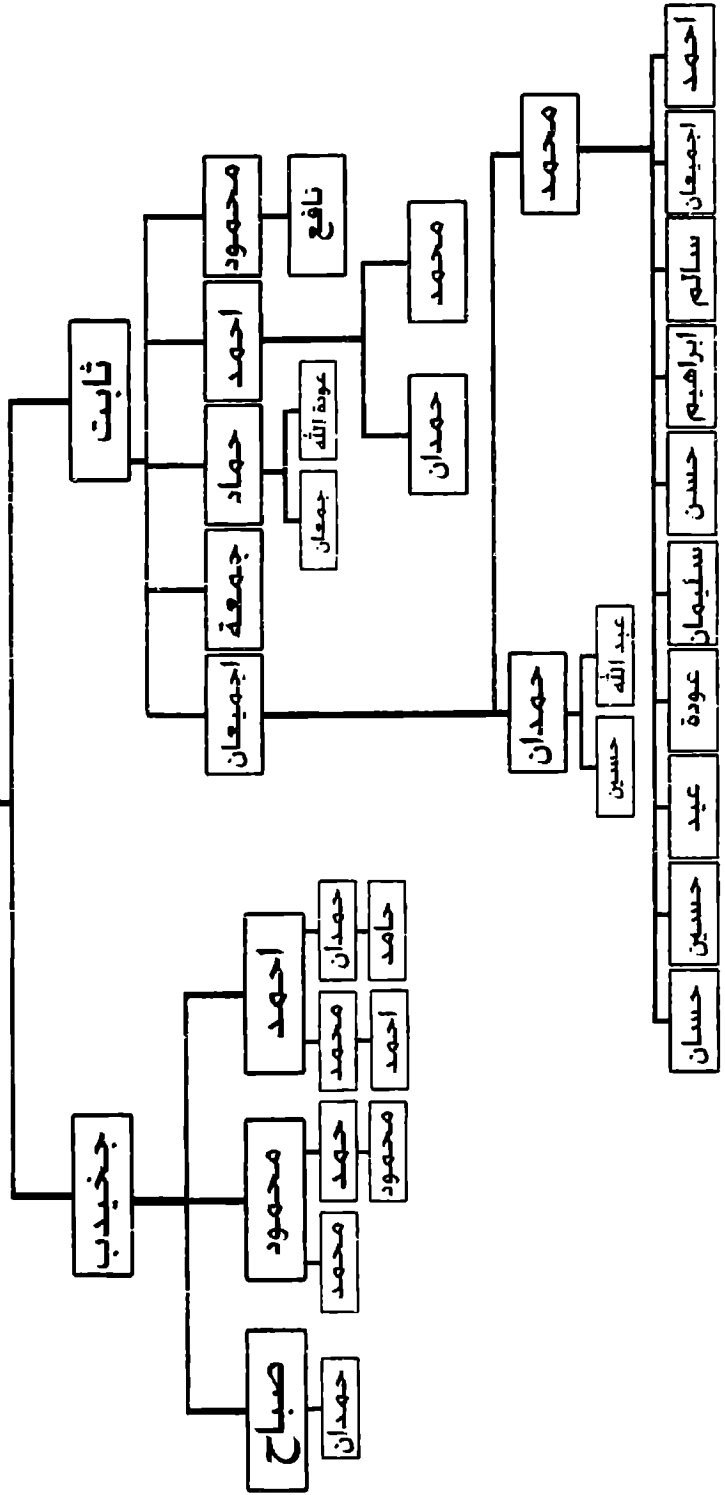 ثابت
جخيدب
محمود
احمد
حماد
جمعة
اجميعان
نافع
عودة الله
جمعان
محمد
حمدان
احمد
محمود
صباح
حمدان
محمد
حمد
محمد
حمدان
حامد
احمد
محمود
محمد
حمدان
عبد الله
حسين
احمد
اجميعان
سالم
ابراهيم
حسن
سليمان
عودة
عيد
حسين
حسان